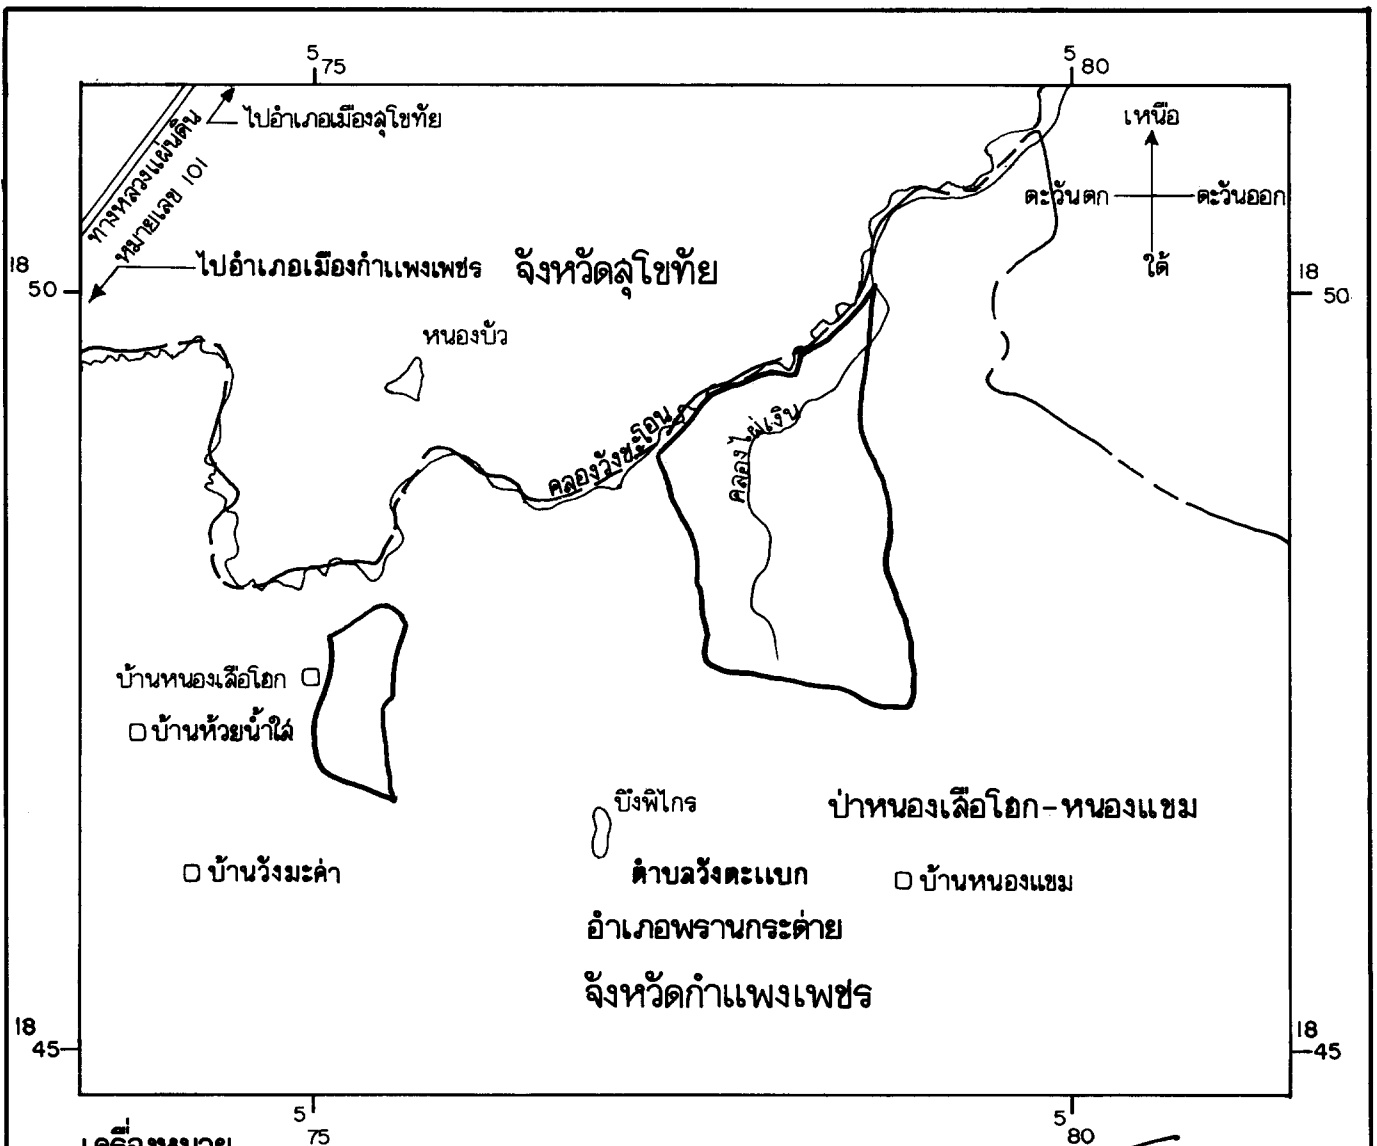 5 75
5 80
ไปอำเภอเมืองสุโขทัย
ทางหลวงแผ่นดิน
หมายเลข 101
เหนือ
ตะวันตก
ตะวันออก
ใต้
18
50
ไปอำเภอเมืองกำแพงเพชร
จังหวัดสุโขทัย
18
50
หนองบัว
คลองวังชะโอน
คลองไผ่เงิน
บ้านหนองเสือโฮก
บ้านห้วยน้ำใส
บึงพิไกร
ป่าหนองเสือโฮก-หนองแขม
บ้านวังมะค่า
ตำบลวังตะแบก
บ้านหนองแขม
อำเภอพรานกระต่าย
จังหวัดกำแพงเพชร
18
45
18
45
5 75
5 80
เครื่องหมาย